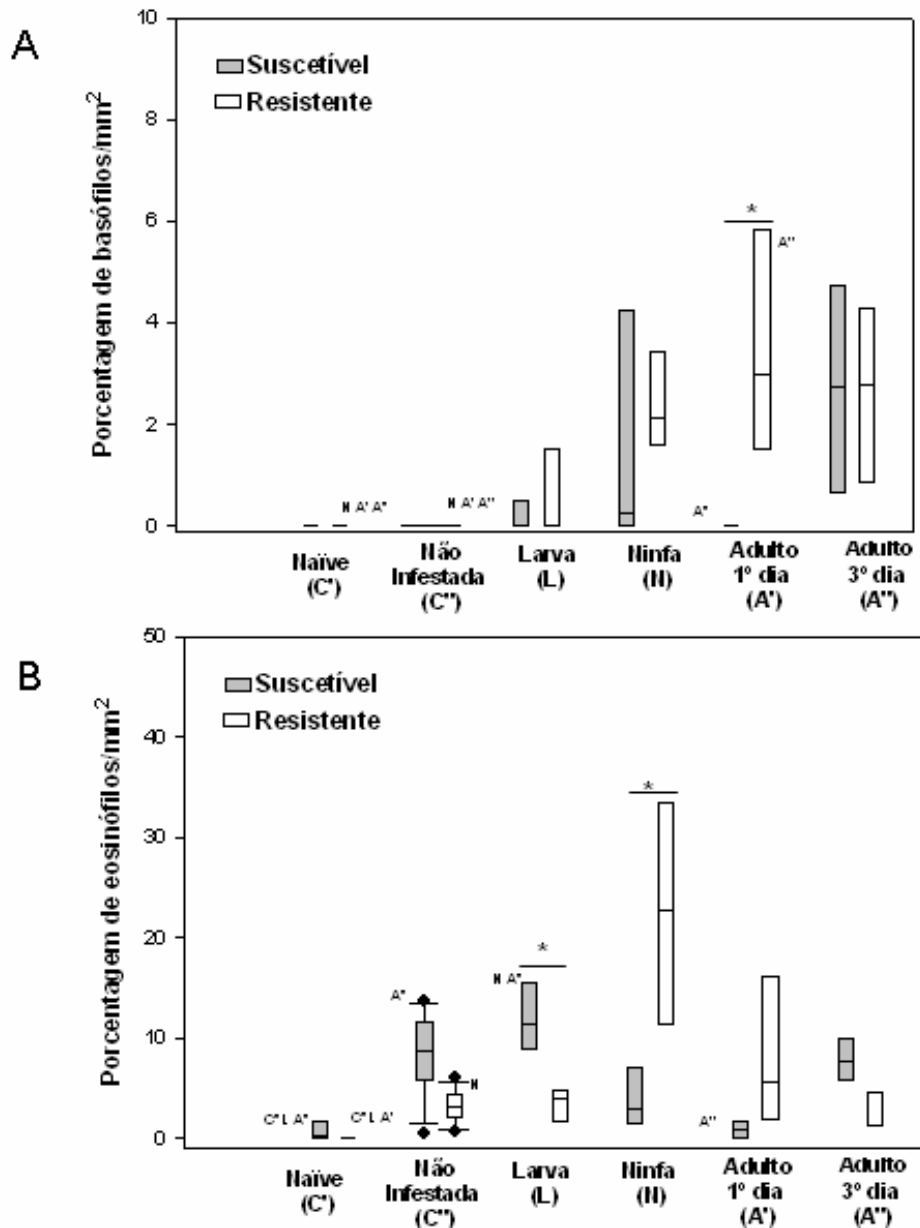 A
Porcentagem de basófilos/mm²
10
8
6
4
2
0
Suscetível
Resistente
*
A''
N A' A''
N A' A''
A''
Naïve
(C')
Não
Infestada
(C'')
Larva
(L)
Ninfa
(N)
Adulto
1º dia
(A')
Adulto
3º dia
(A'')
B
Porcentagem de eosinófilos/mm²
50
40
30
20
10
0
Suscetível
Resistente
*
*
N
C'' L A'
A''
Naïve
(C')
Não
Infestada
(C'')
Larva
(L)
Ninfa
(N)
Adulto
1º dia
(A')
Adulto
3º dia
(A'')